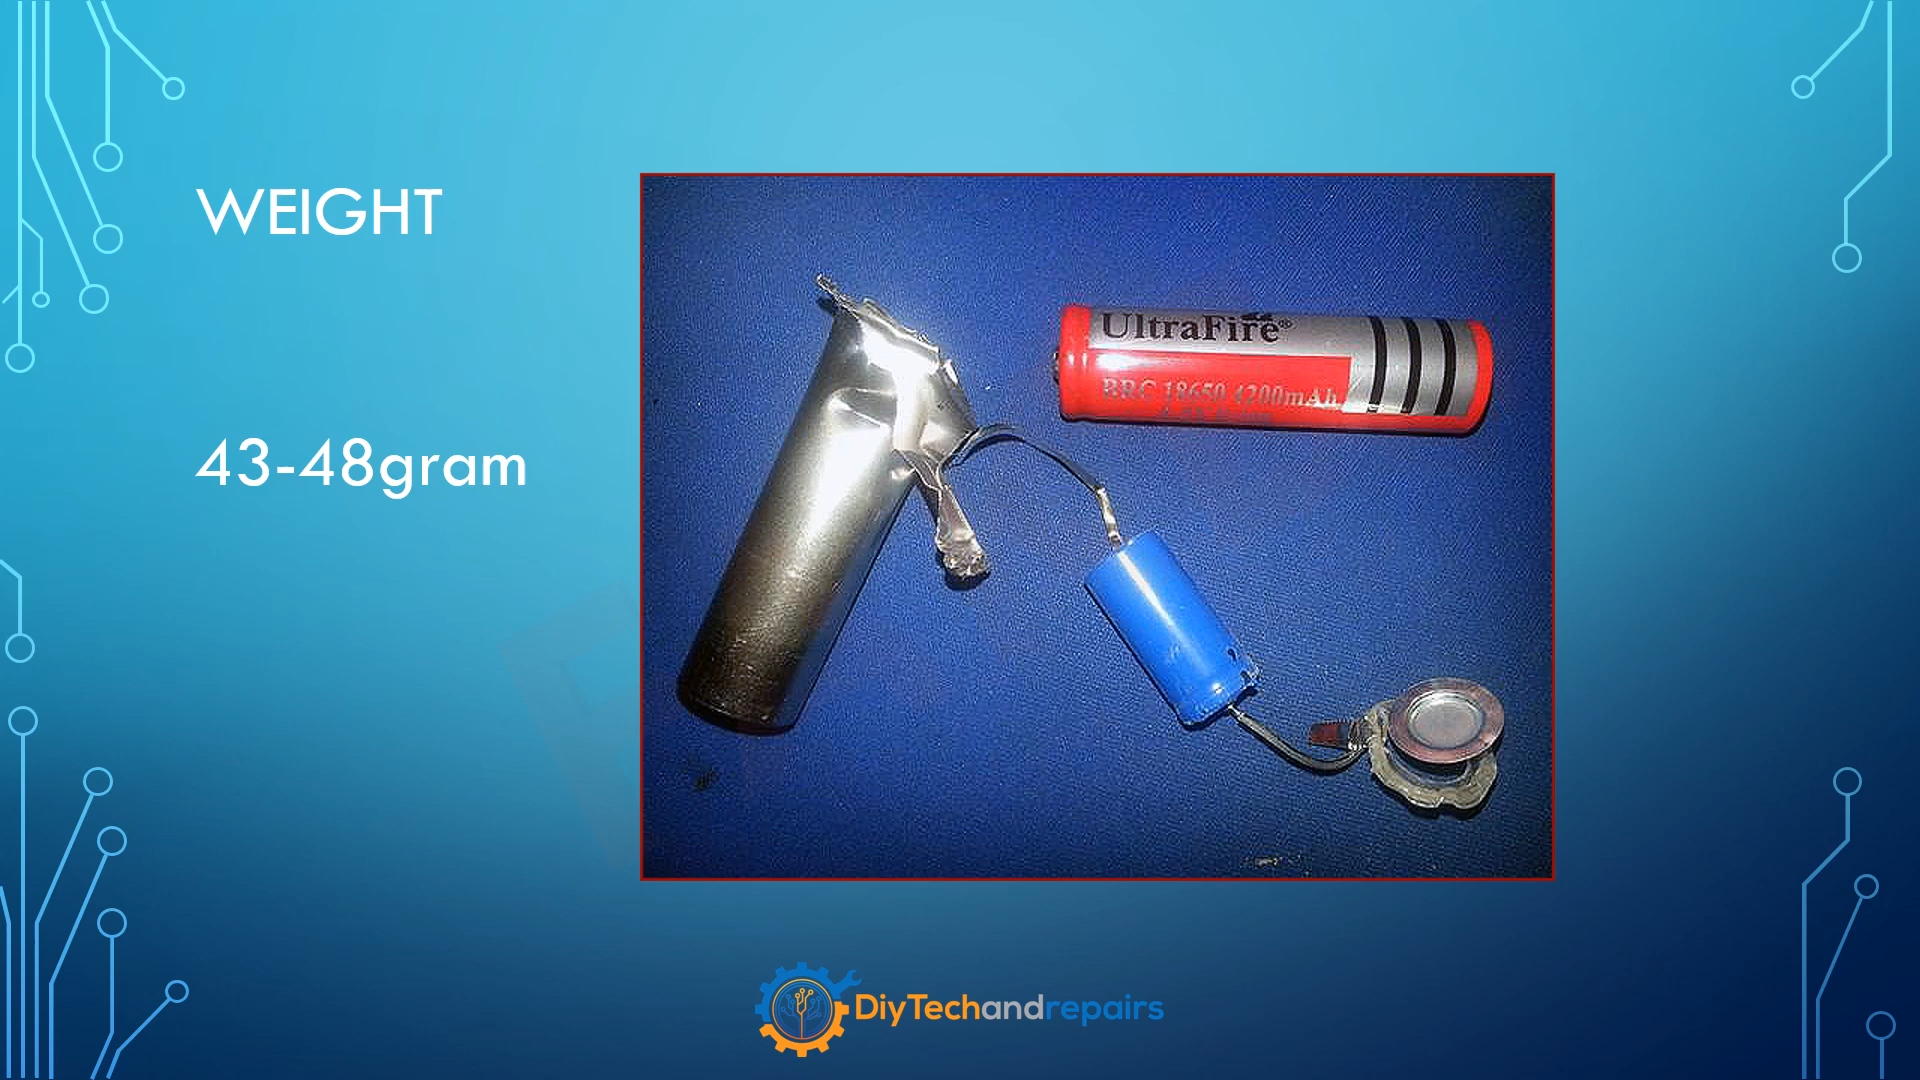 WEIGHT
43-48gram
UltraFire®
BRC 18650 4200mAh
DiyTechandrepairs